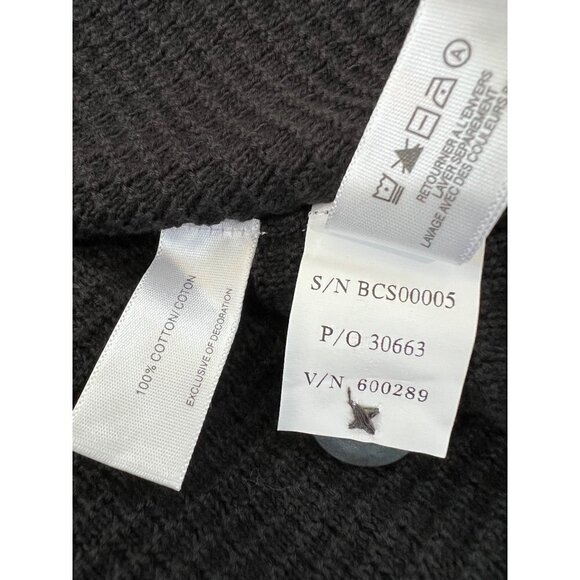 A
RETOURNER À L'ENVERS
LAVER SÉPARÉMENT
LAVAGE AVEC DES COULEURS
S/N BCS00005
P/O 30663
V/N 600289
100% COTTON/COTON
EXCLUSIVE OF DECORATION